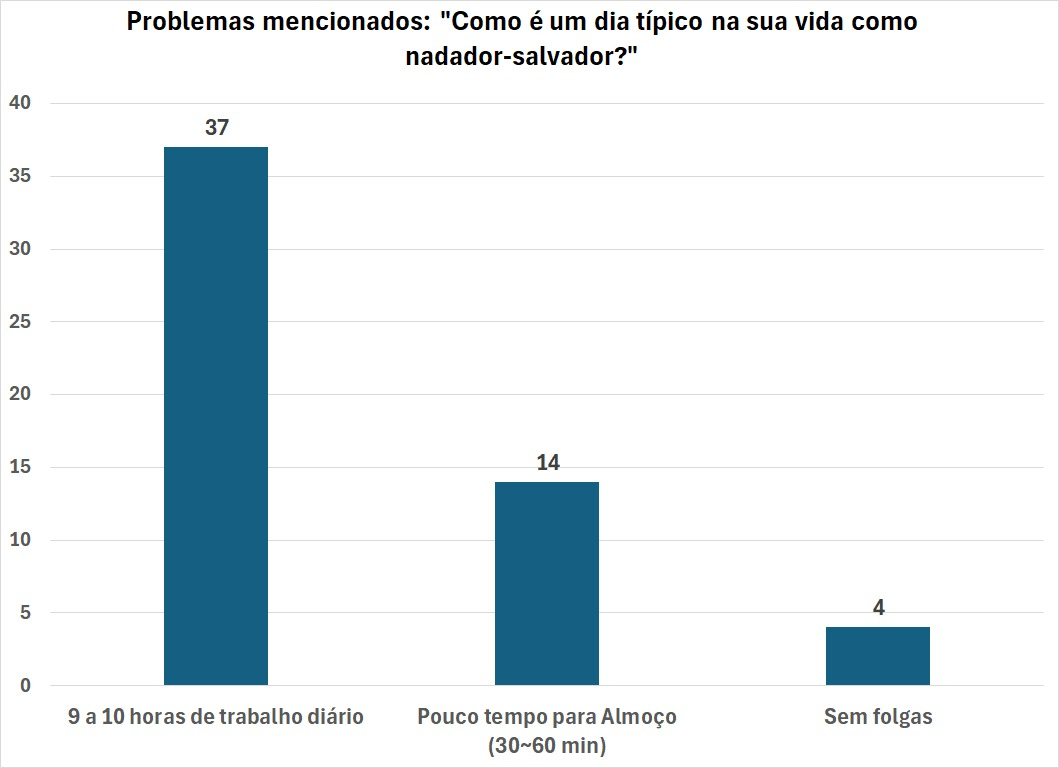 Problemas mencionados: "Como é um dia típico na sua vida como
nadador-salvador?"
40
37
35
30
25
20
15
14
10
5
4
0
9 a 10 horas de trabalho diário
Pouco tempo para Almoço
(30~60 min)
Sem folgas